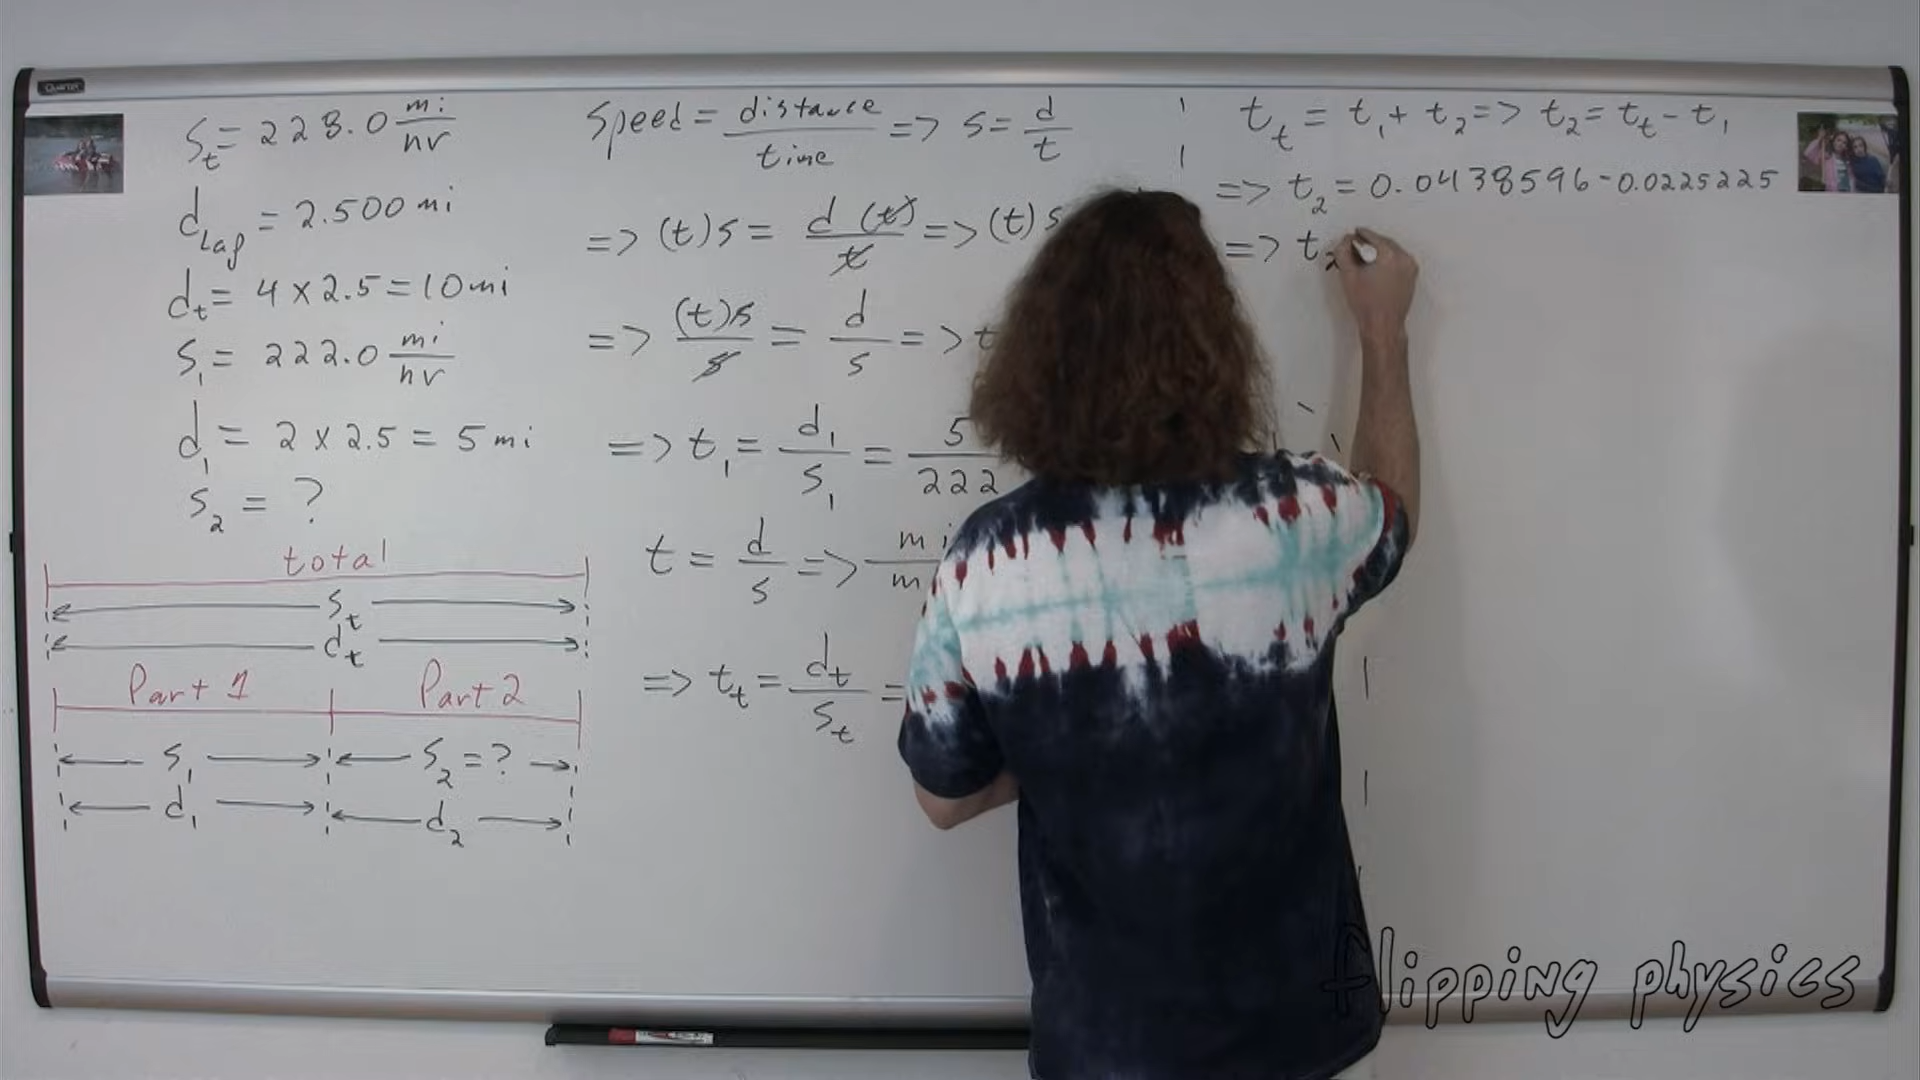 Quartet
S_t = 228.0 mi/hr
d_Lap = 2.500 mi
d_t = 4 x 2.5 = 10 mi
S_1 = 222.0 mi/hr
d_1 = 2 x 2.5 = 5 mi
S_2 = ?
total
S_t
d_t
Part 1 Part 2
S_1 S_2 = ?
d_1 d_2
Speed = distance/time => s = d/t
=> (t)s = d(t)/t => (t)s
=> (t)s/s = d/s => t
=> t_1 = d_1/S_1 = 5/222
t = d/s => mi/m
=> t_t = d_t/S_t =
t_t = t_1 + t_2 => t_2 = t_t - t_1
=> t_2 = 0.0438596 - 0.0225225
=> t_2
flipping physics